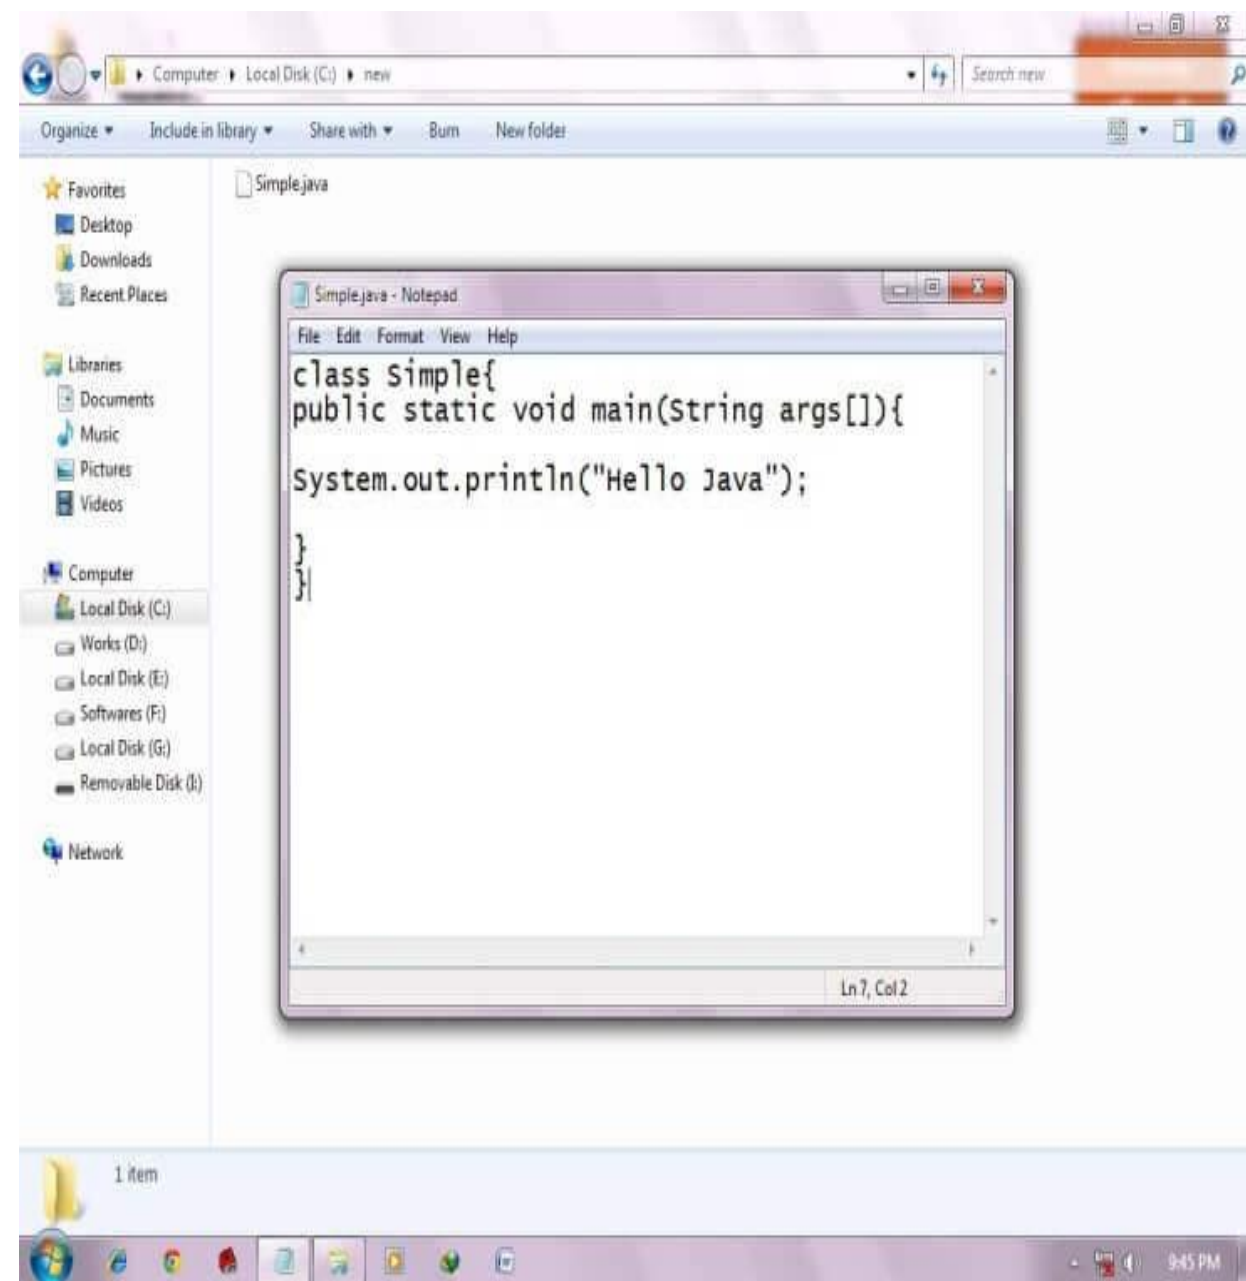 Computer Local Disk (C:) new
Search new
Organize Include in library Share with Burn New folder
Favorites
Desktop
Downloads
Recent Places
Libraries
Documents
Music
Pictures
Videos
Computer
Local Disk (C:)
Works (D:)
Local Disk (E:)
Softwares (F:)
Local Disk (G:)
Removable Disk (I:)
Network
Simple.java
Simple.java - Notepad
File Edit Format View Help
class Simple{
public static void main(String args[]){
System.out.println("Hello Java");
}
}
Ln 7, Col 2
1 item
9:45 PM